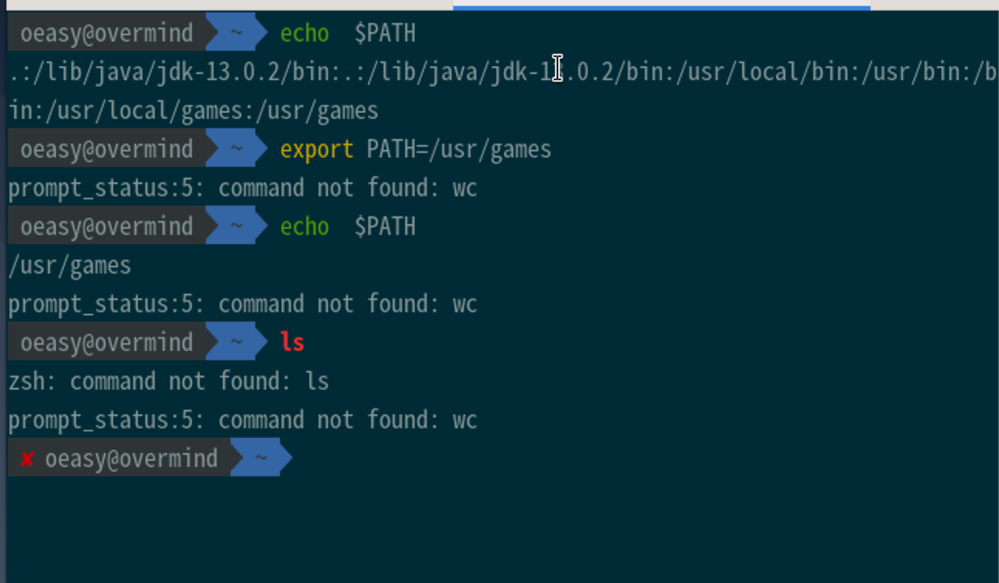 oeasy@overmind ~ echo  $PATH
.:/lib/java/jdk-13.0.2/bin:.:/lib/java/jdk-13.0.2/bin:/usr/local/bin:/usr/bin:/b
in:/usr/local/games:/usr/games
oeasy@overmind ~ export PATH=/usr/games
prompt_status:5: command not found: wc
oeasy@overmind ~ echo  $PATH
/usr/games
prompt_status:5: command not found: wc
oeasy@overmind ~ ls
zsh: command not found: ls
prompt_status:5: command not found: wc
✘ oeasy@overmind ~